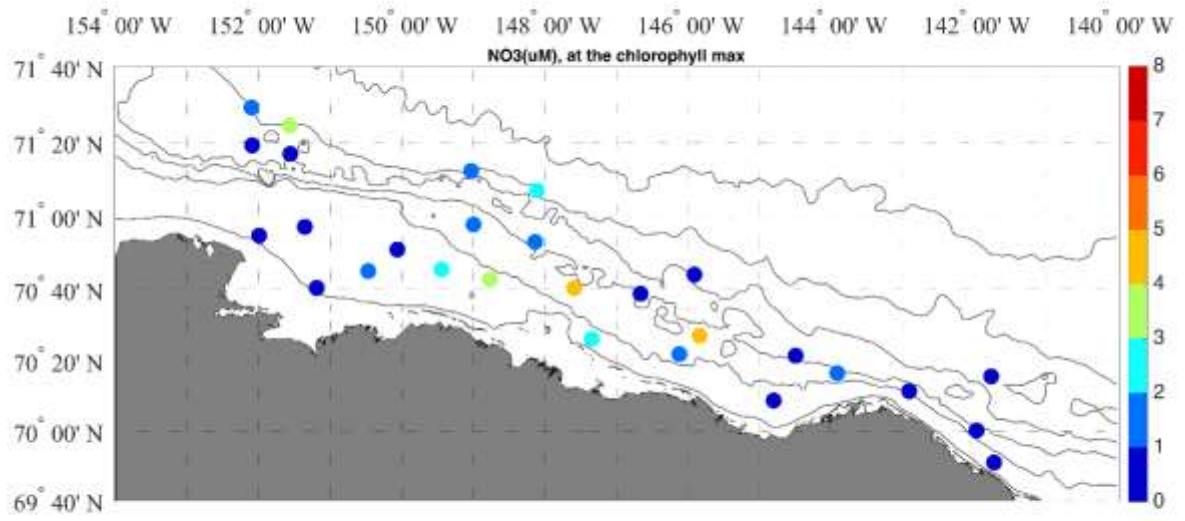 154° 00' W 152° 00' W 150° 00' W 148° 00' W 146° 00' W 144° 00' W 142° 00' W 140° 00' W
NO3(uM), at the chlorophyll max
71° 40' N
71° 20' N
71° 00' N
70° 40' N
70° 20' N
70° 00' N
69° 40' N
8
7
6
5
4
3
2
1
0